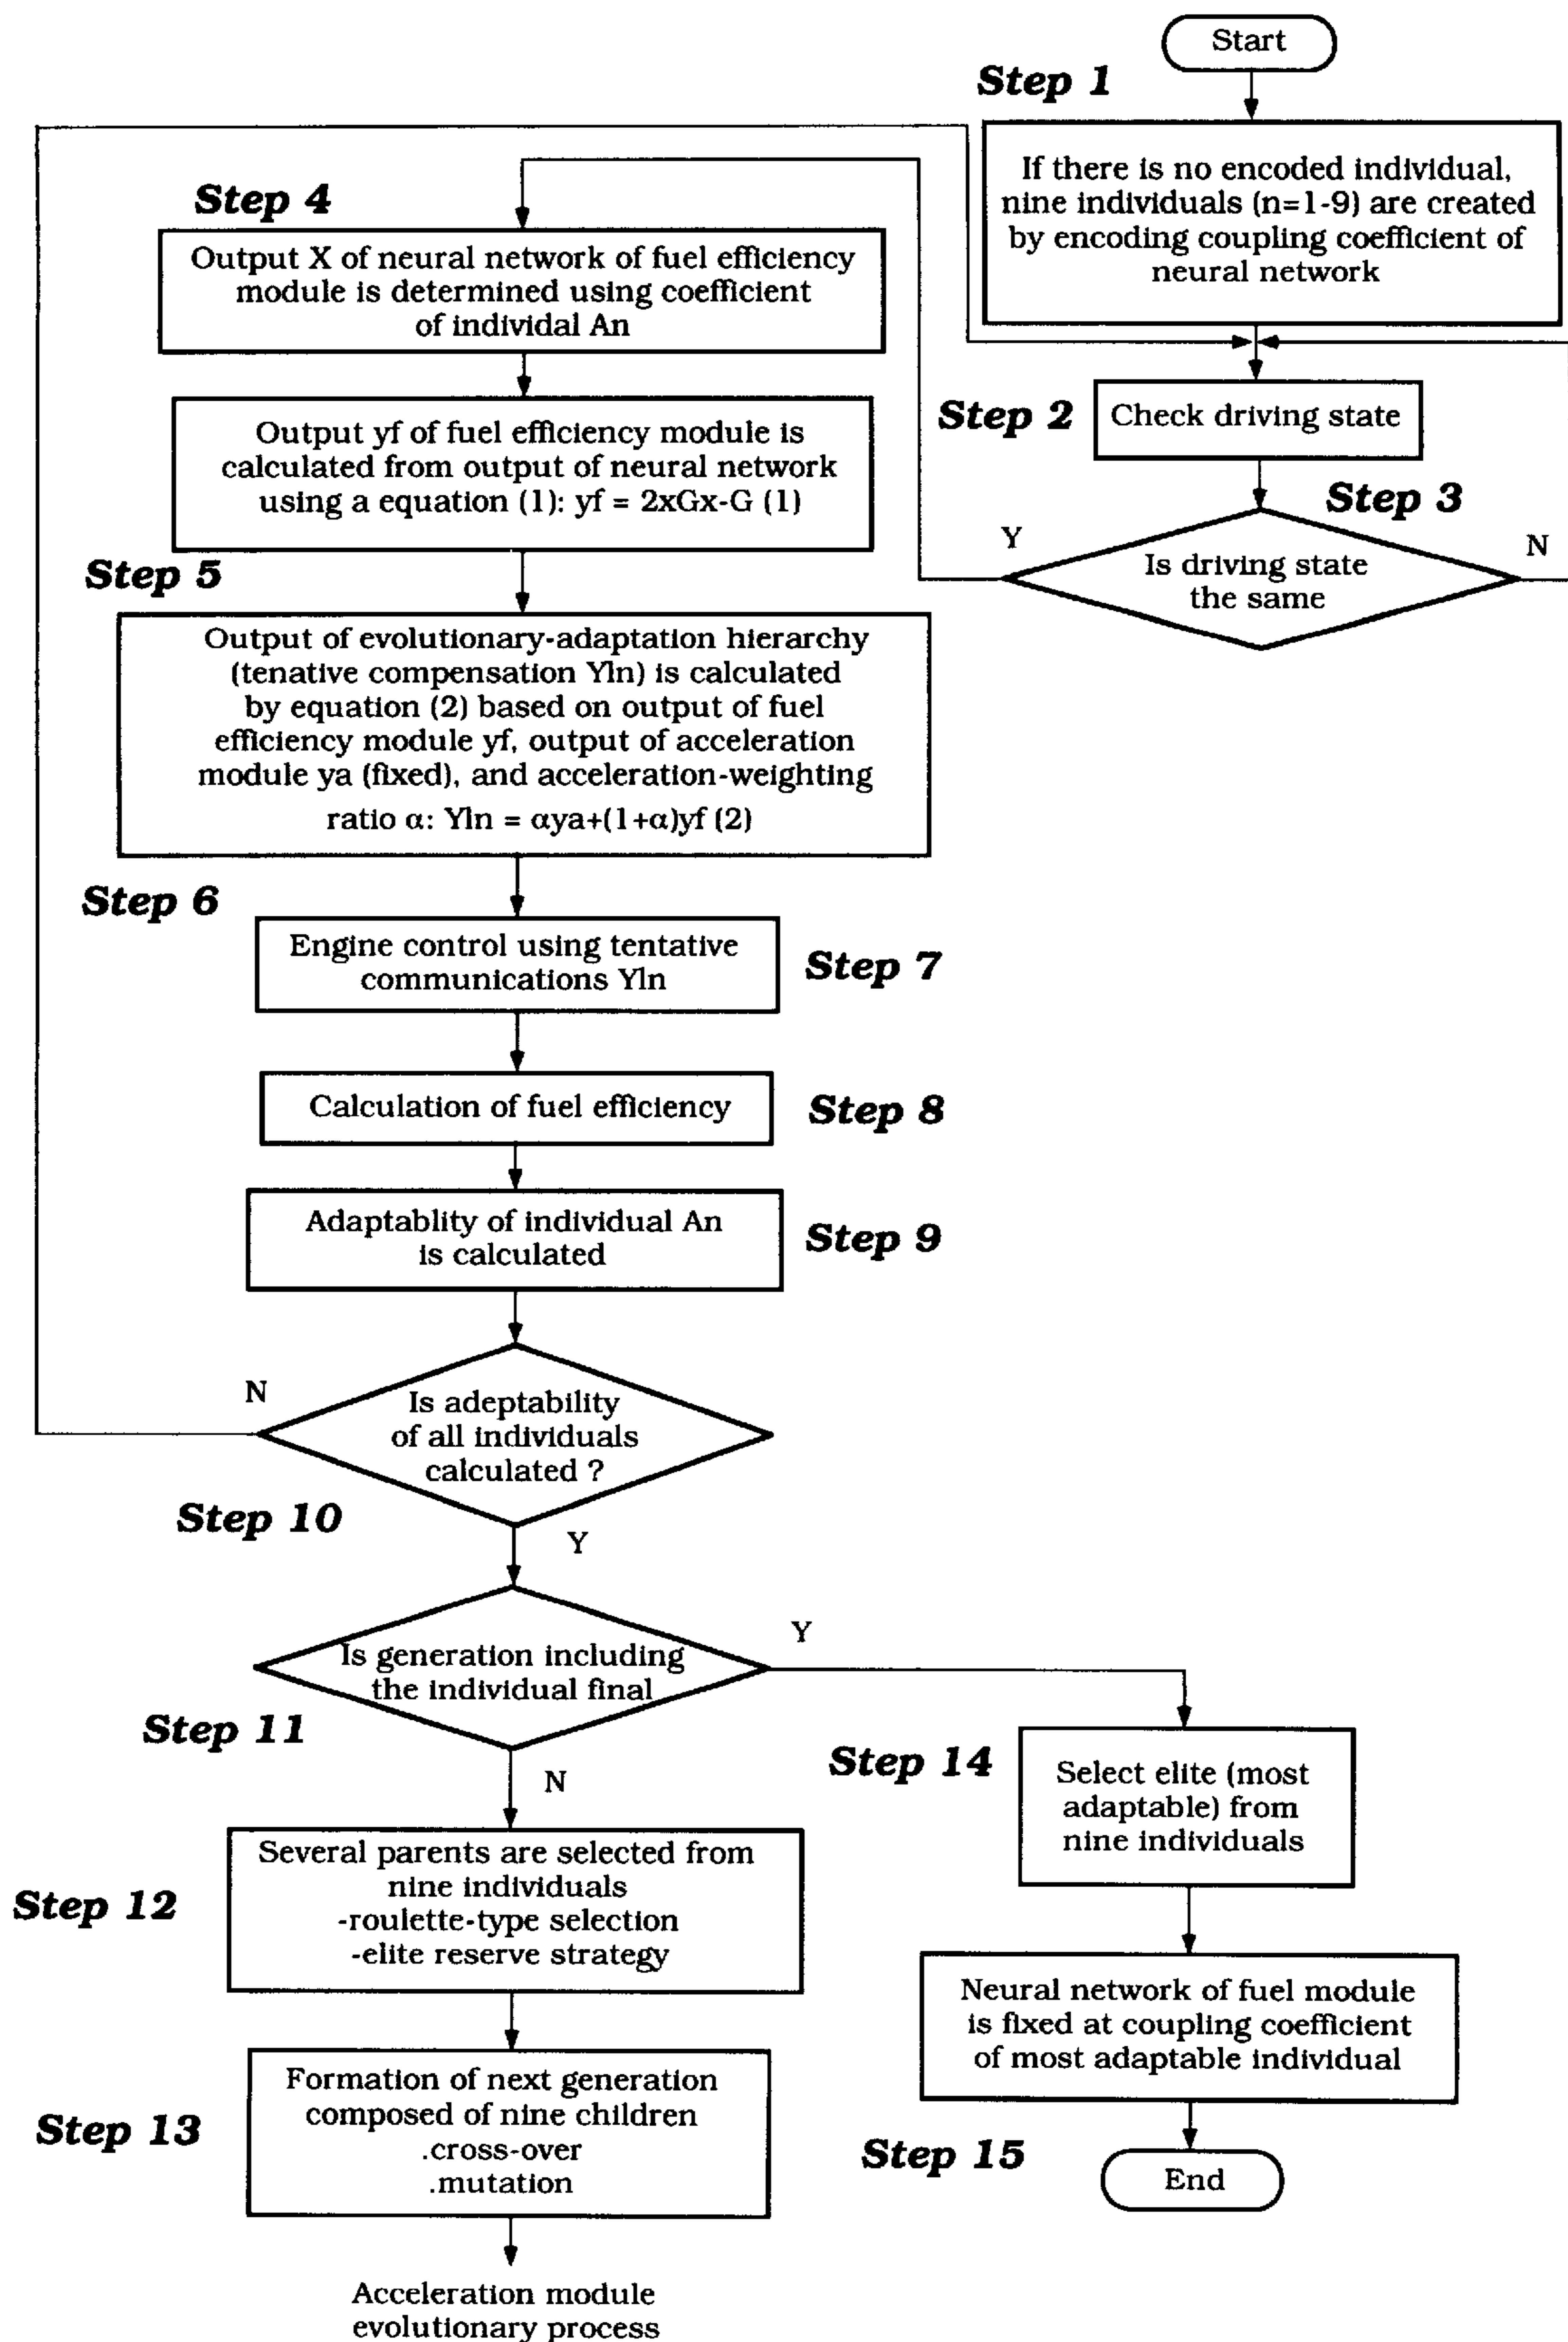 Start
Step 1
If there is no encoded individual,
nine individuals (n=1-9) are created
by encoding coupling coefficient of
neural network
Step 2
Check driving state
Step 3
Y
N
Is driving state
the same
Step 4
Output X of neural network of fuel efficiency
module is determined using coefficient
of individal An
Output yf of fuel efficiency module is
calculated from output of neural network
using a equation (1): yf = 2xGx-G (1)
Step 5
Output of evolutionary-adaptation hierarchy
(tenative compensation Yln) is calculated
by equation (2) based on output of fuel
efficiency module yf, output of acceleration
module ya (fixed), and acceleration-weighting
ratio α: Yln = αya+(1+α)yf (2)
Step 6
Engine control using tentative
communications Yln
Step 7
Calculation of fuel efficiency
Step 8
Adaptablity of individual An
is calculated
Step 9
N
Is adeptability
of all individuals
calculated ?
Step 10
Y
Is generation including
the individual final
Y
Step 11
N
Step 12
Several parents are selected from
nine individuals
-roulette-type selection
-elite reserve strategy
Step 13
Formation of next generation
composed of nine children
.cross-over
.mutation
Acceleration module
evolutionary process
Step 14
Select elite (most
adaptable) from
nine individuals
Neural network of fuel module
is fixed at coupling coefficient
of most adaptable individual
Step 15
End